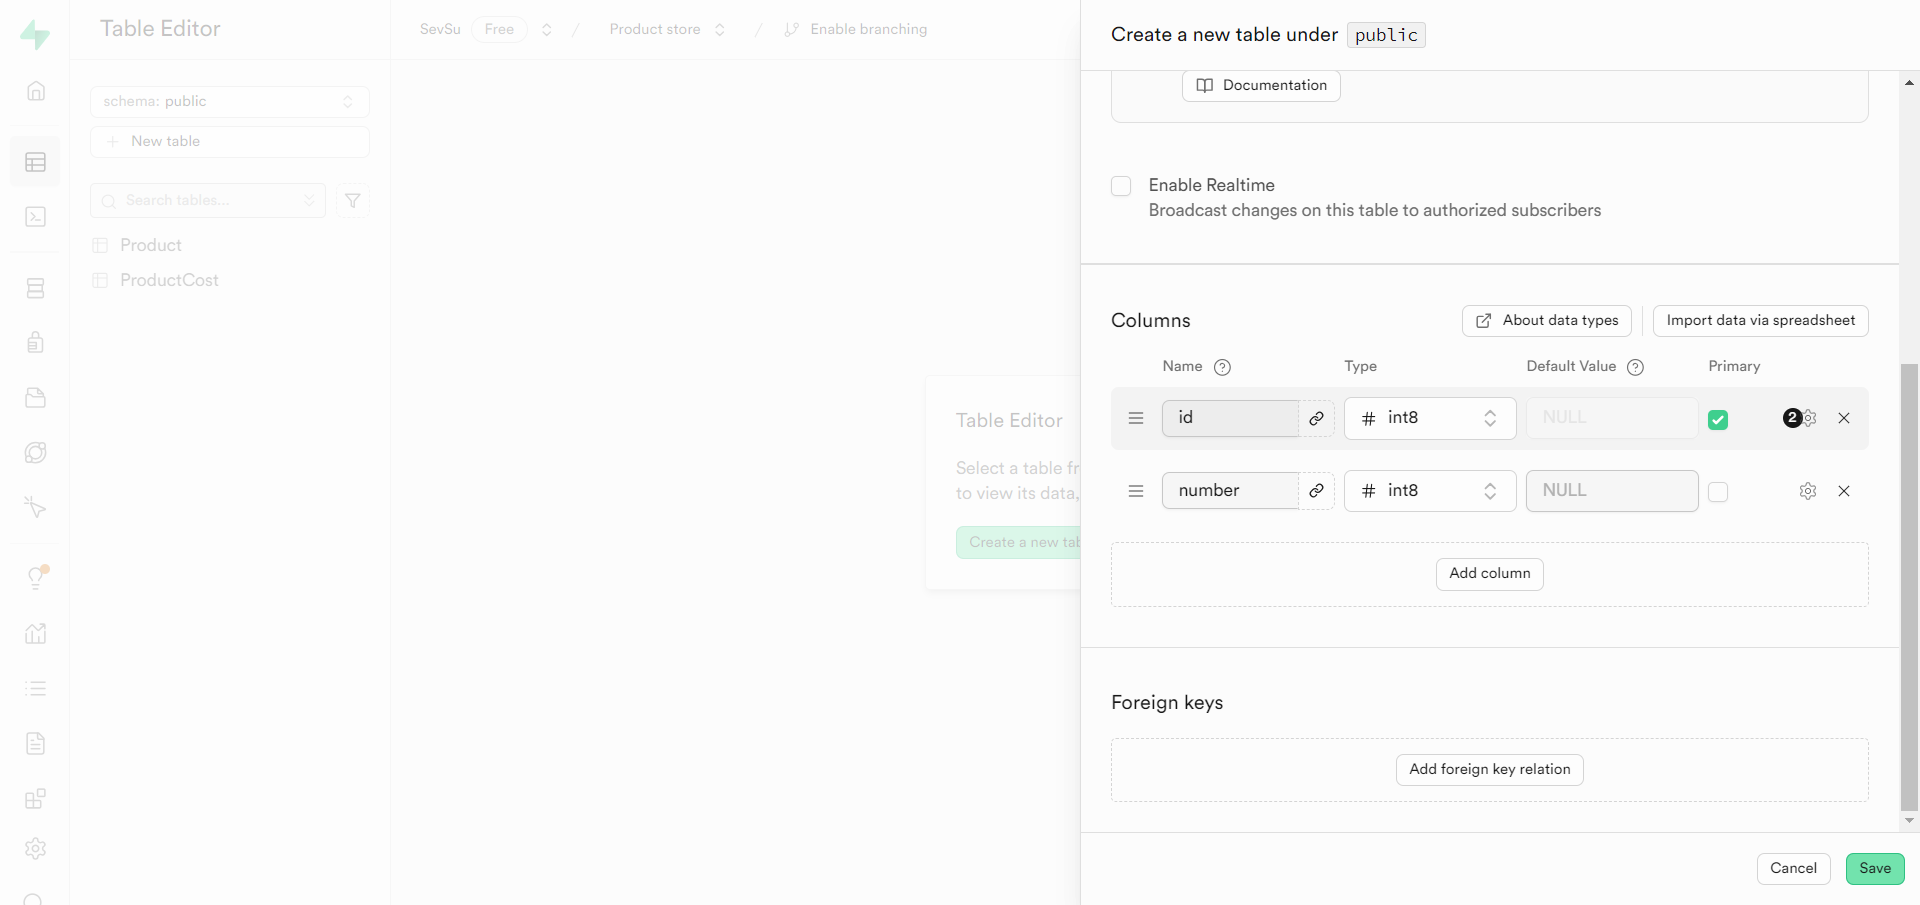 Table Editor
SevSu Free / Product store / Enable branching
Create a new table under public
schema: public
New table
Search tables...
Product
ProductCost
Table Editor
Select a table fr
to view its data,
Create a new tab
Documentation
Enable Realtime
Broadcast changes on this table to authorized subscribers
Columns
About data types
Import data via spreadsheet
Name ? Type Default Value ? Primary
id # int8 NULL 2
number # int8 NULL
Add column
Foreign keys
Add foreign key relation
Cancel Save